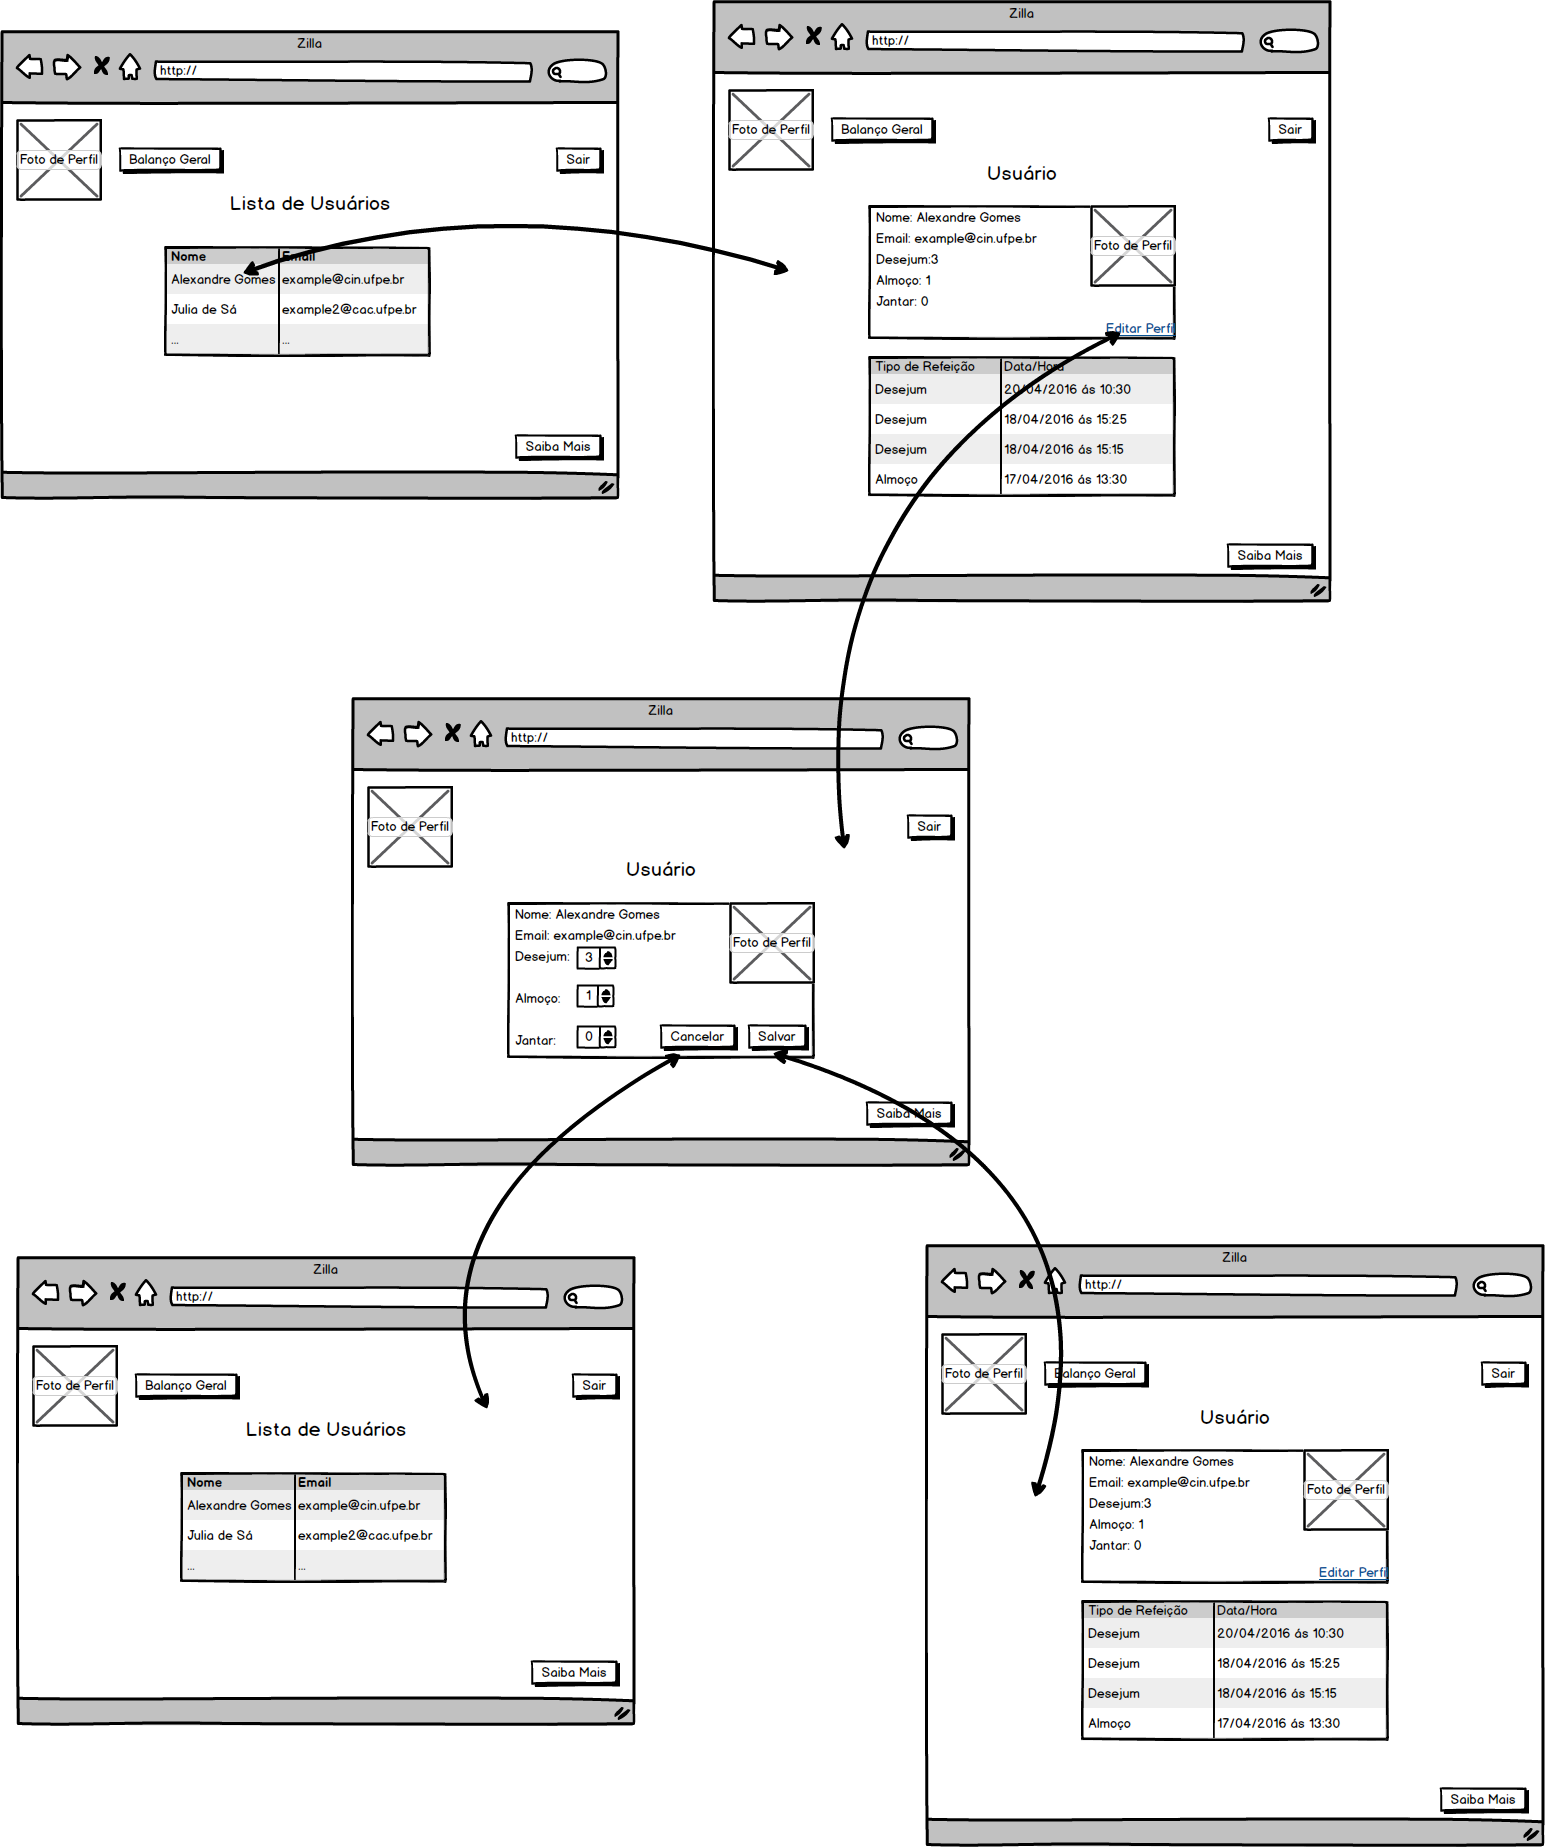 Zilla
http://
Foto de Perfil
Balanço Geral
Sair
Lista de Usuários
Nome Email
Alexandre Gomes example@cin.ufpe.br
Julia de Sá example2@cac.ufpe.br
... ...
Saiba Mais
Zilla
http://
Foto de Perfil
Balanço Geral
Sair
Usuário
Nome: Alexandre Gomes
Email: example@cin.ufpe.br
Desejum:3
Almoço: 1
Jantar: 0
Foto de Perfil
Editar Perfi
Tipo de Refeição Data/Hora
Desejum 20/04/2016 ás 10:30
Desejum 18/04/2016 ás 15:25
Desejum 18/04/2016 ás 15:15
Almoço 17/04/2016 ás 13:30
Saiba Mais
Zilla
http://
Foto de Perfil
Sair
Usuário
Nome: Alexandre Gomes
Email: example@cin.ufpe.br
Desejum: 3
Almoço: 1
Jantar: 0
Foto de Perfil
Cancelar
Salvar
Saiba Mais
Zilla
http://
Foto de Perfil
Balanço Geral
Sair
Lista de Usuários
Nome Email
Alexandre Gomes example@cin.ufpe.br
Julia de Sá example2@cac.ufpe.br
... ...
Saiba Mais
Zilla
http://
Foto de Perfil
Balanço Geral
Sair
Usuário
Nome: Alexandre Gomes
Email: example@cin.ufpe.br
Desejum:3
Almoço: 1
Jantar: 0
Foto de Perfil
Editar Perfi
Tipo de Refeição Data/Hora
Desejum 20/04/2016 ás 10:30
Desejum 18/04/2016 ás 15:25
Desejum 18/04/2016 ás 15:15
Almoço 17/04/2016 ás 13:30
Saiba Mais